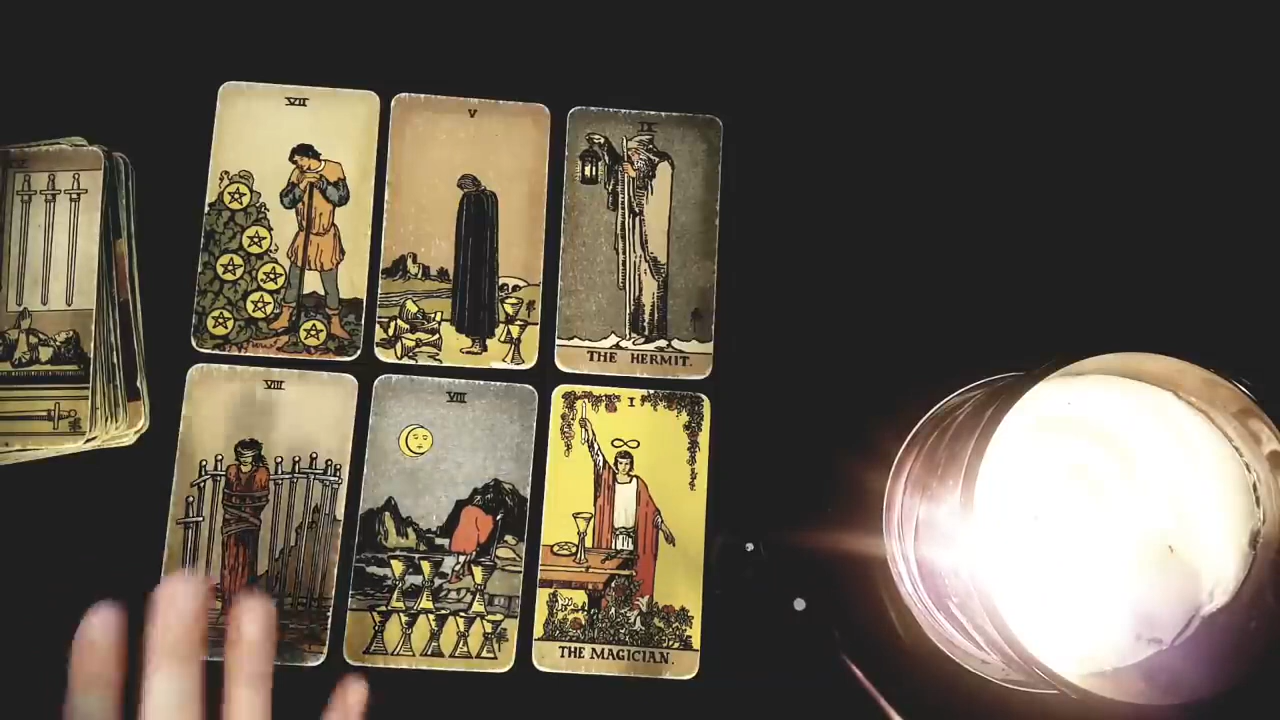 VII
V
IX
THE HERMIT.
VIII
VIII
I
THE MAGICIAN.